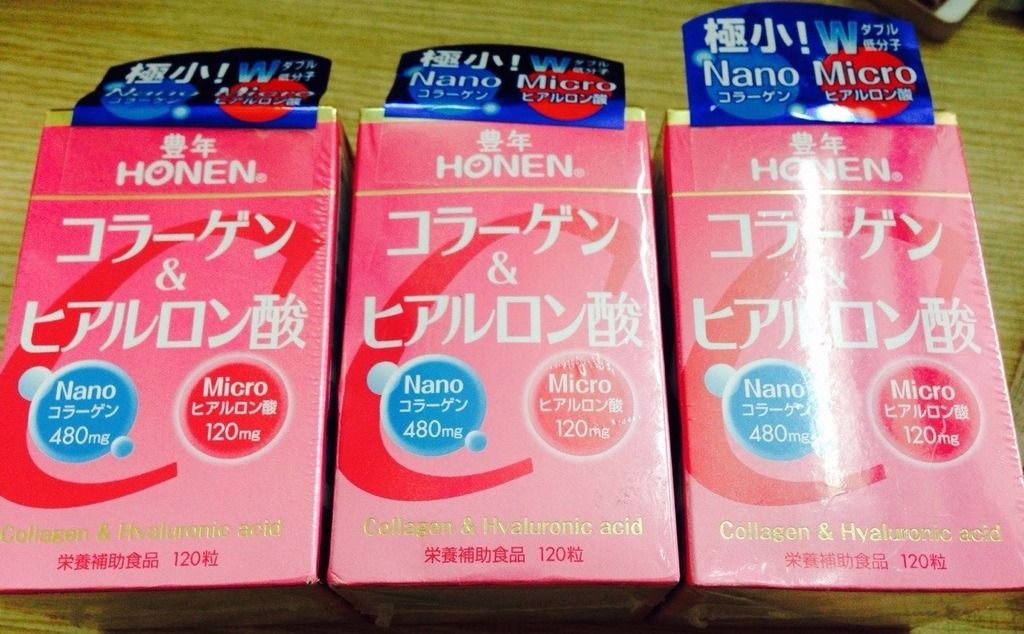 極小! W ダブル 低分子
Nano コラーゲン Micro ヒアルロン酸
豊年
HONEN®
コラーゲン
&
ヒアルロン酸
Nano
コラーゲン
480mg
Micro
ヒアルロン酸
120mg
Collagen & Hyaluronic acid
栄養補助食品 120粒
極小! W ダブル 低分子
Nano コラーゲン Micro ヒアルロン酸
豊年
HONEN®
コラーゲン
&
ヒアルロン酸
Nano
コラーゲン
480mg
Micro
ヒアルロン酸
120mg
Collagen & Hyaluronic acid
栄養補助食品 120粒
極小! W ダブル 低分子
Nano コラーゲン Micro ヒアルロン酸
豊年
HONEN®
コラーゲン
&
ヒアルロン酸
Nano
コラーゲン
480mg
Micro
ヒアルロン酸
120mg
Collagen & Hyaluronic acid
栄養補助食品 120粒